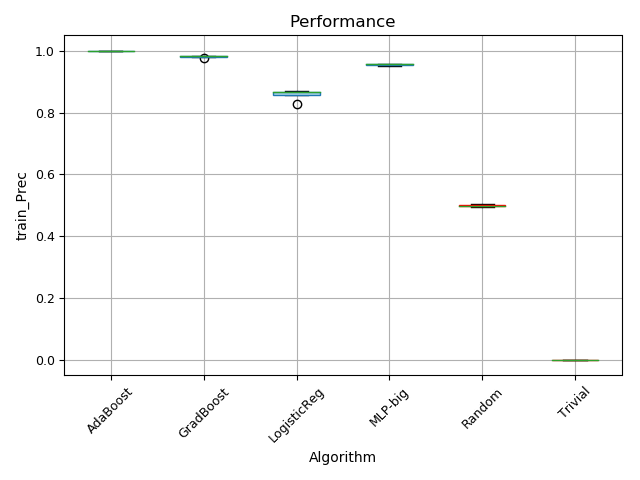 Performance
train_Prec
1.0
0.8
0.6
0.4
0.2
0.0
AdaBoost
GradBoost
LogisticReg
MLP-big
Random
Trivial
Algorithm